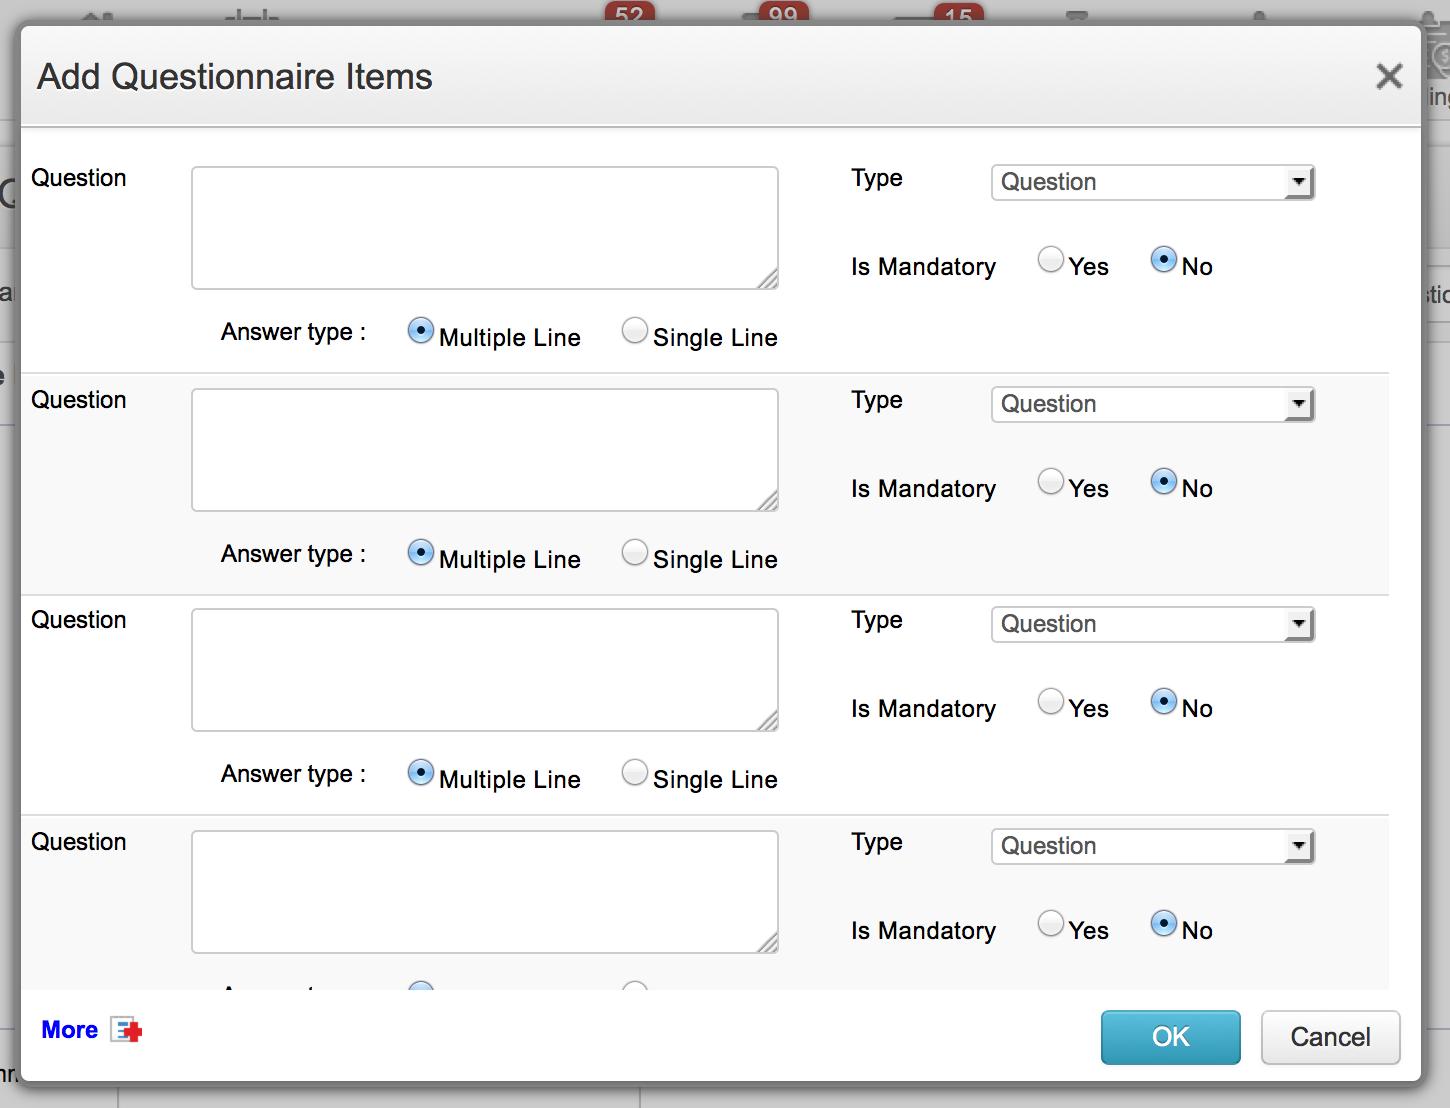 52
99
15
Add Questionnaire Items
Question
Type
Question
Is Mandatory
Yes
No
Answer type :
Multiple Line
Single Line
Question
Type
Question
Is Mandatory
Yes
No
Answer type :
Multiple Line
Single Line
Question
Type
Question
Is Mandatory
Yes
No
Answer type :
Multiple Line
Single Line
Question
Type
Question
Is Mandatory
Yes
No
More
OK
Cancel